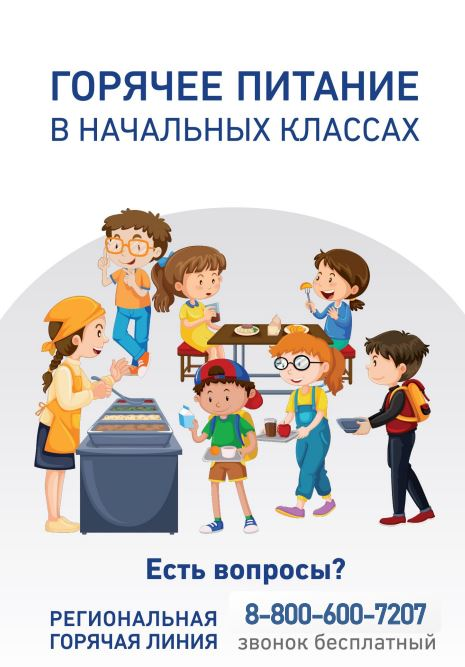 ГОРЯЧЕЕ ПИТАНИЕ
В НАЧАЛЬНЫХ КЛАССАХ
Есть вопросы?
РЕГИОНАЛЬНАЯ
ГОРЯЧАЯ ЛИНИЯ
8-800-600-7207
звонок бесплатный